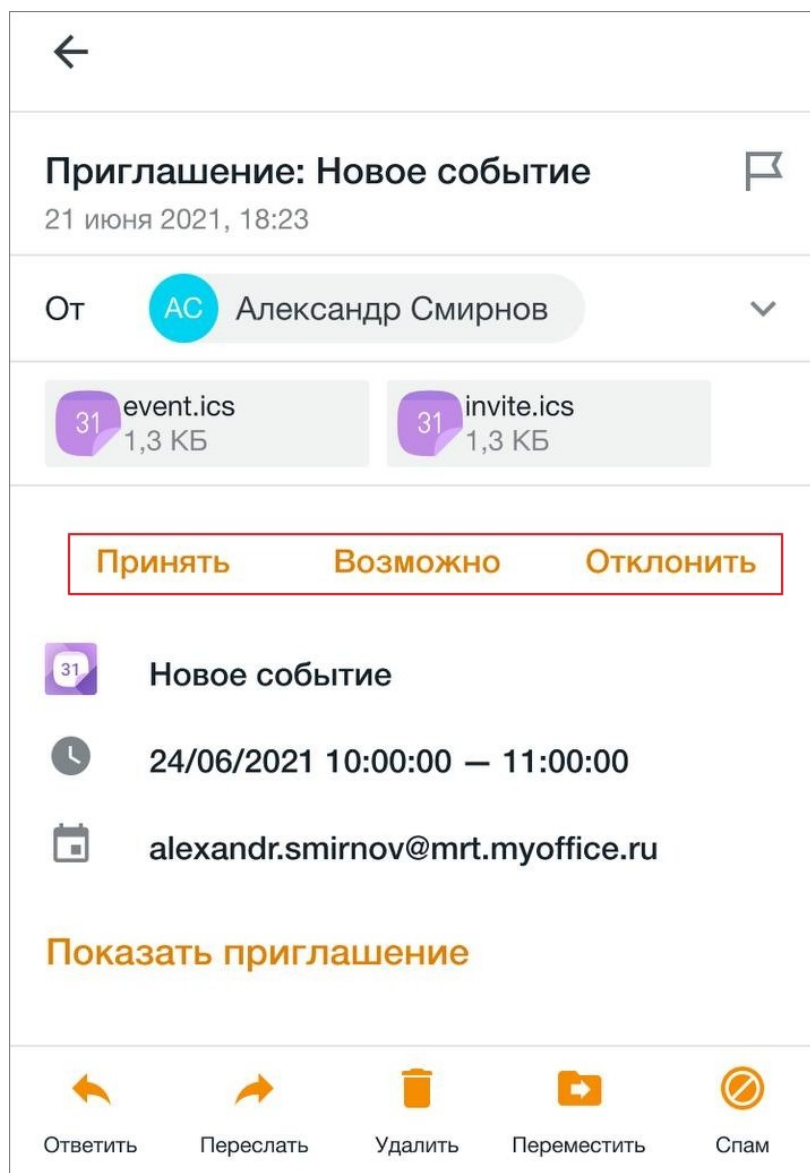 Приглашение: Новое событие
21 июня 2021, 18:23
От АС Александр Смирнов
31 event.ics 31 invite.ics
1,3 КБ 1,3 КБ
Принять Возможно Отклонить
31 Новое событие
24/06/2021 10:00:00 — 11:00:00
alexandr.smirnov@mrt.myoffice.ru
Показать приглашение
Ответить Переслать Удалить Переместить Спам